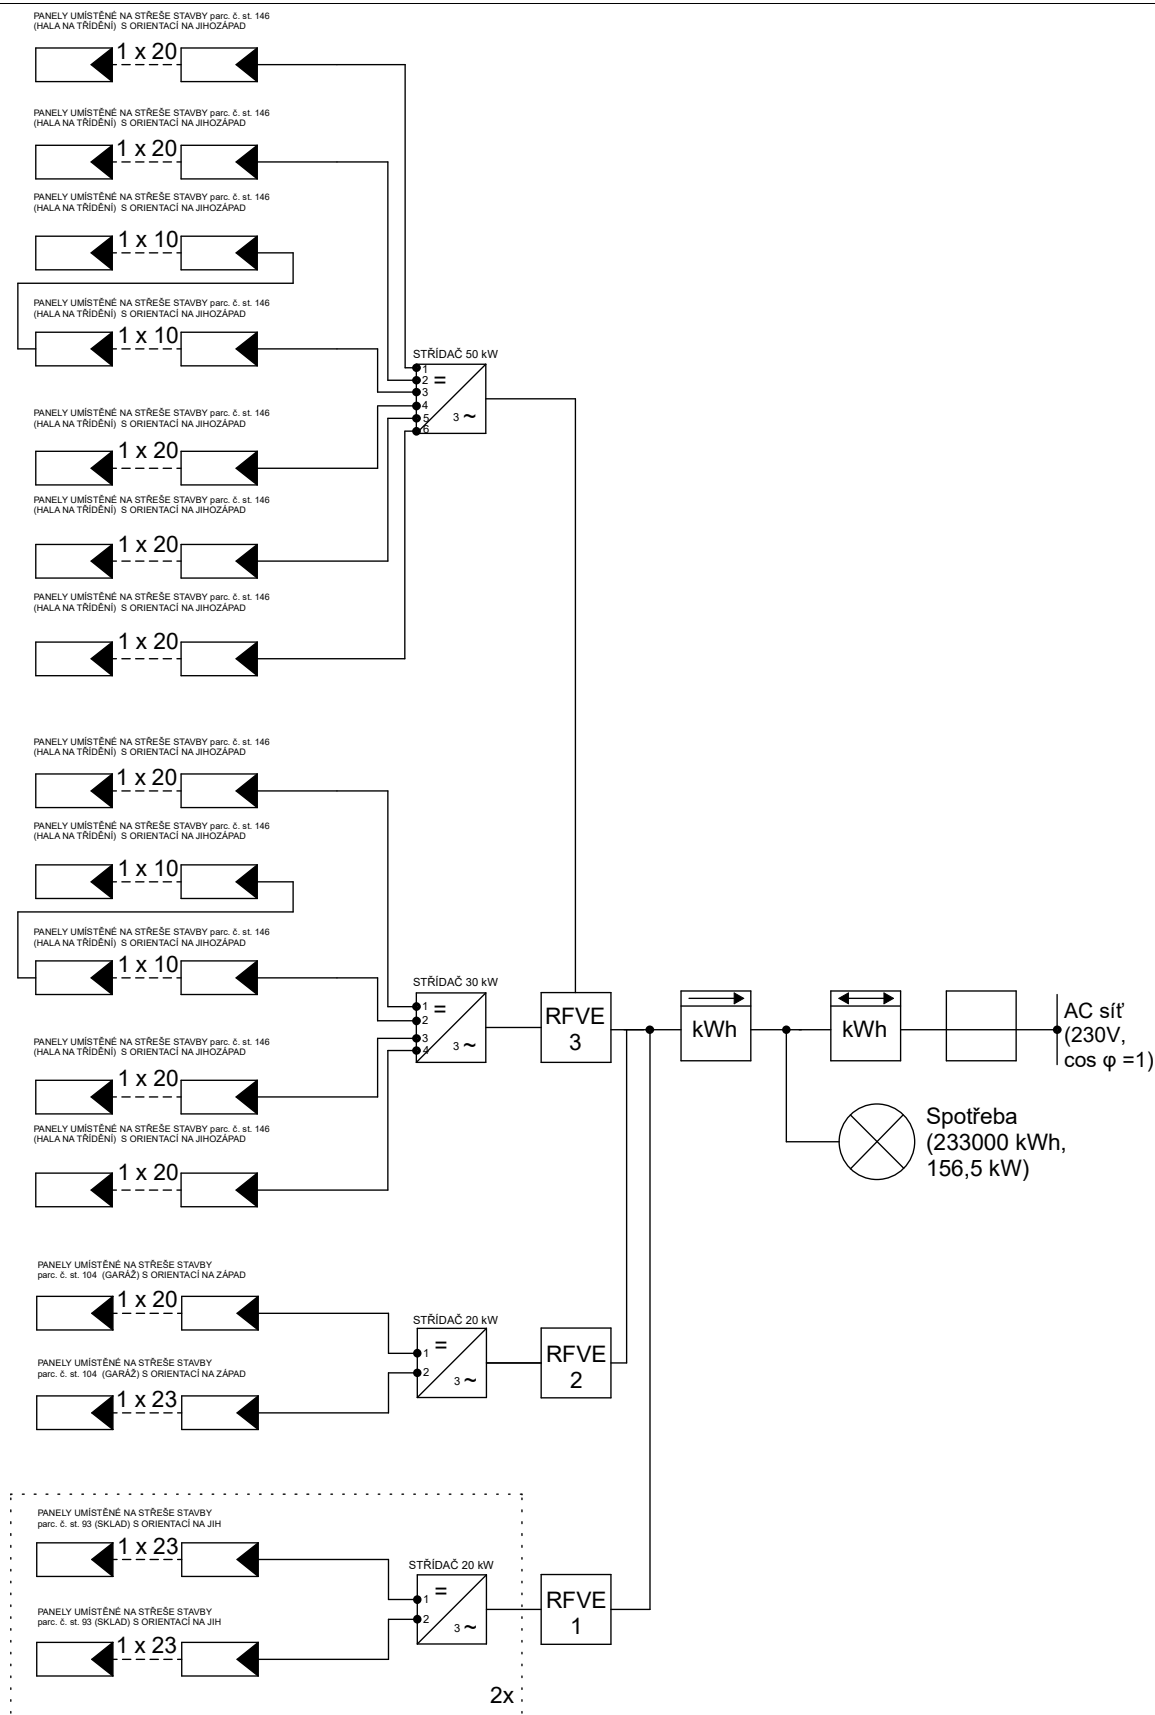 PANELY UMÍSTĚNÉ NA STŘEŠE STAVBY parc. č. st. 146
(HALA NA TŘÍDĚNÍ) S ORIENTACÍ NA JIHOZÁPAD
1 x 20
PANELY UMÍSTĚNÉ NA STŘEŠE STAVBY parc. č. st. 146
(HALA NA TŘÍDĚNÍ) S ORIENTACÍ NA JIHOZÁPAD
1 x 20
PANELY UMÍSTĚNÉ NA STŘEŠE STAVBY parc. č. st. 146
(HALA NA TŘÍDĚNÍ) S ORIENTACÍ NA JIHOZÁPAD
1 x 10
PANELY UMÍSTĚNÉ NA STŘEŠE STAVBY parc. č. st. 146
(HALA NA TŘÍDĚNÍ) S ORIENTACÍ NA JIHOZÁPAD
1 x 10
STŘÍDAČ 50 kW
1
2
3
4
5
6
=
3 ~
PANELY UMÍSTĚNÉ NA STŘEŠE STAVBY parc. č. st. 146
(HALA NA TŘÍDĚNÍ) S ORIENTACÍ NA JIHOZÁPAD
1 x 20
PANELY UMÍSTĚNÉ NA STŘEŠE STAVBY parc. č. st. 146
(HALA NA TŘÍDĚNÍ) S ORIENTACÍ NA JIHOZÁPAD
1 x 20
PANELY UMÍSTĚNÉ NA STŘEŠE STAVBY parc. č. st. 146
(HALA NA TŘÍDĚNÍ) S ORIENTACÍ NA JIHOZÁPAD
1 x 20
PANELY UMÍSTĚNÉ NA STŘEŠE STAVBY parc. č. st. 146
(HALA NA TŘÍDĚNÍ) S ORIENTACÍ NA JIHOZÁPAD
1 x 20
PANELY UMÍSTĚNÉ NA STŘEŠE STAVBY parc. č. st. 146
(HALA NA TŘÍDĚNÍ) S ORIENTACÍ NA JIHOZÁPAD
1 x 10
PANELY UMÍSTĚNÉ NA STŘEŠE STAVBY parc. č. st. 146
(HALA NA TŘÍDĚNÍ) S ORIENTACÍ NA JIHOZÁPAD
1 x 10
STŘÍDAČ 30 kW
1
2
3
4
=
3 ~
RFVE
3
kWh
kWh
AC síť
(230V,
cos φ =1)
PANELY UMÍSTĚNÉ NA STŘEŠE STAVBY parc. č. st. 146
(HALA NA TŘÍDĚNÍ) S ORIENTACÍ NA JIHOZÁPAD
1 x 20
PANELY UMÍSTĚNÉ NA STŘEŠE STAVBY parc. č. st. 146
(HALA NA TŘÍDĚNÍ) S ORIENTACÍ NA JIHOZÁPAD
1 x 20
Spotřeba
(233000 kWh,
156,5 kW)
PANELY UMÍSTĚNÉ NA STŘEŠE STAVBY
parc. č. st. 104 (GARÁŽ) S ORIENTACÍ NA ZÁPAD
1 x 20
PANELY UMÍSTĚNÉ NA STŘEŠE STAVBY
parc. č. st. 104 (GARÁŽ) S ORIENTACÍ NA ZÁPAD
1 x 23
STŘÍDAČ 20 kW
1
2
=
3 ~
RFVE
2
PANELY UMÍSTĚNÉ NA STŘEŠE STAVBY
parc. č. st. 93 (SKLAD) S ORIENTACÍ NA JIH
1 x 23
PANELY UMÍSTĚNÉ NA STŘEŠE STAVBY
parc. č. st. 93 (SKLAD) S ORIENTACÍ NA JIH
1 x 23
STŘÍDAČ 20 kW
1
2
=
3 ~
RFVE
1
2x